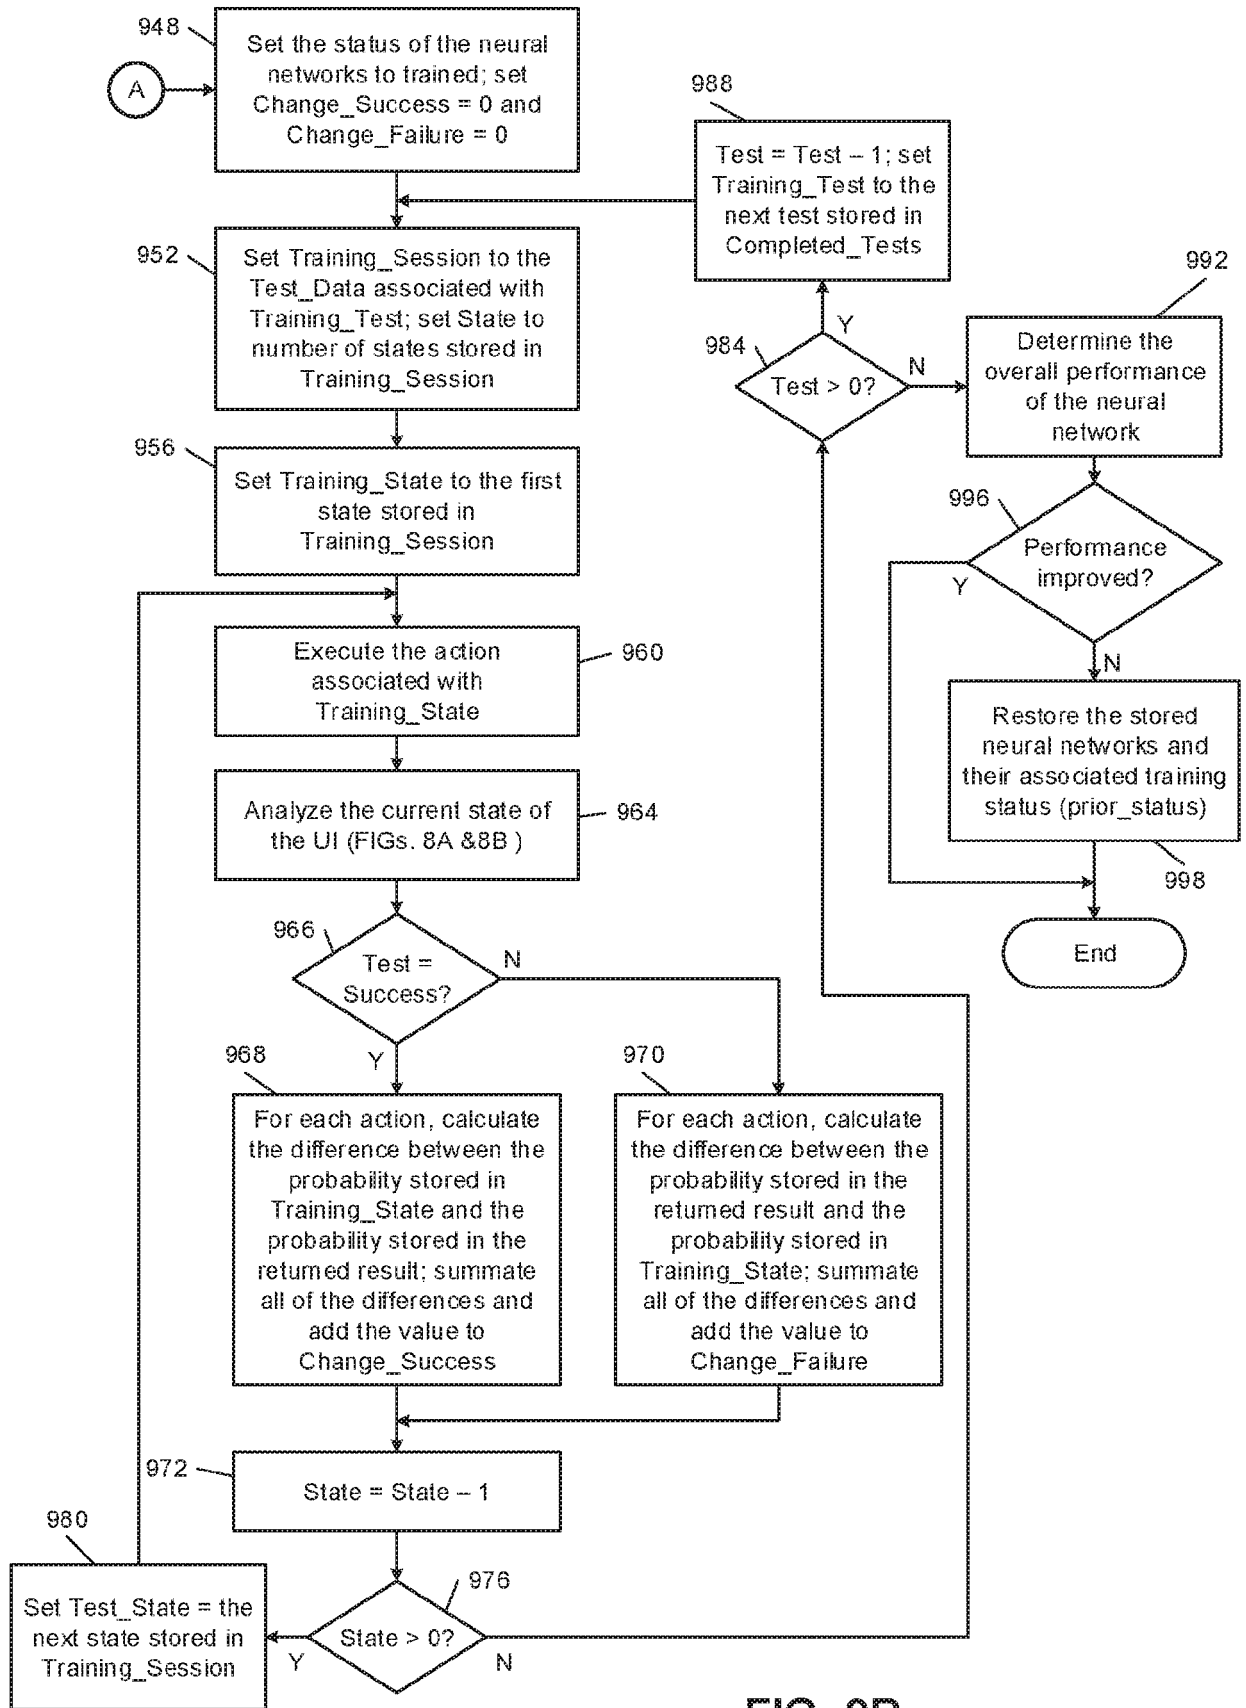 948
A
Set the status of the neural
networks to trained; set
Change_Success = 0 and
Change_Failure = 0
988
Test = Test – 1; set
Training_Test to the
next test stored in
Completed_Tests
952
Set Training_Session to the
Test_Data associated with
Training_Test; set State to
number of states stored in
Training_Session
984
Test > 0?
Y
N
992
Determine the
overall performance
of the neural
network
956
Set Training_State to the first
state stored in
Training_Session
996
Performance
improved?
Y
N
960
Execute the action
associated with
Training_State
Restore the stored
neural networks and
their associated training
status (prior_status)
998
964
Analyze the current state of
the UI (FIGs. 8A &8B )
End
966
Test =
Success?
N
Y
968
For each action, calculate
the difference between the
probability stored in
Training_State and the
probability stored in the
returned result; summate
all of the differences and
add the value to
Change_Success
970
For each action, calculate
the difference between the
probability stored in the
returned result and the
probability stored in
Training_State; summate
all of the differences and
add the value to
Change_Failure
972
State = State – 1
980
Set Test_State = the
next state stored in
Training_Session
976
State > 0?
Y
N